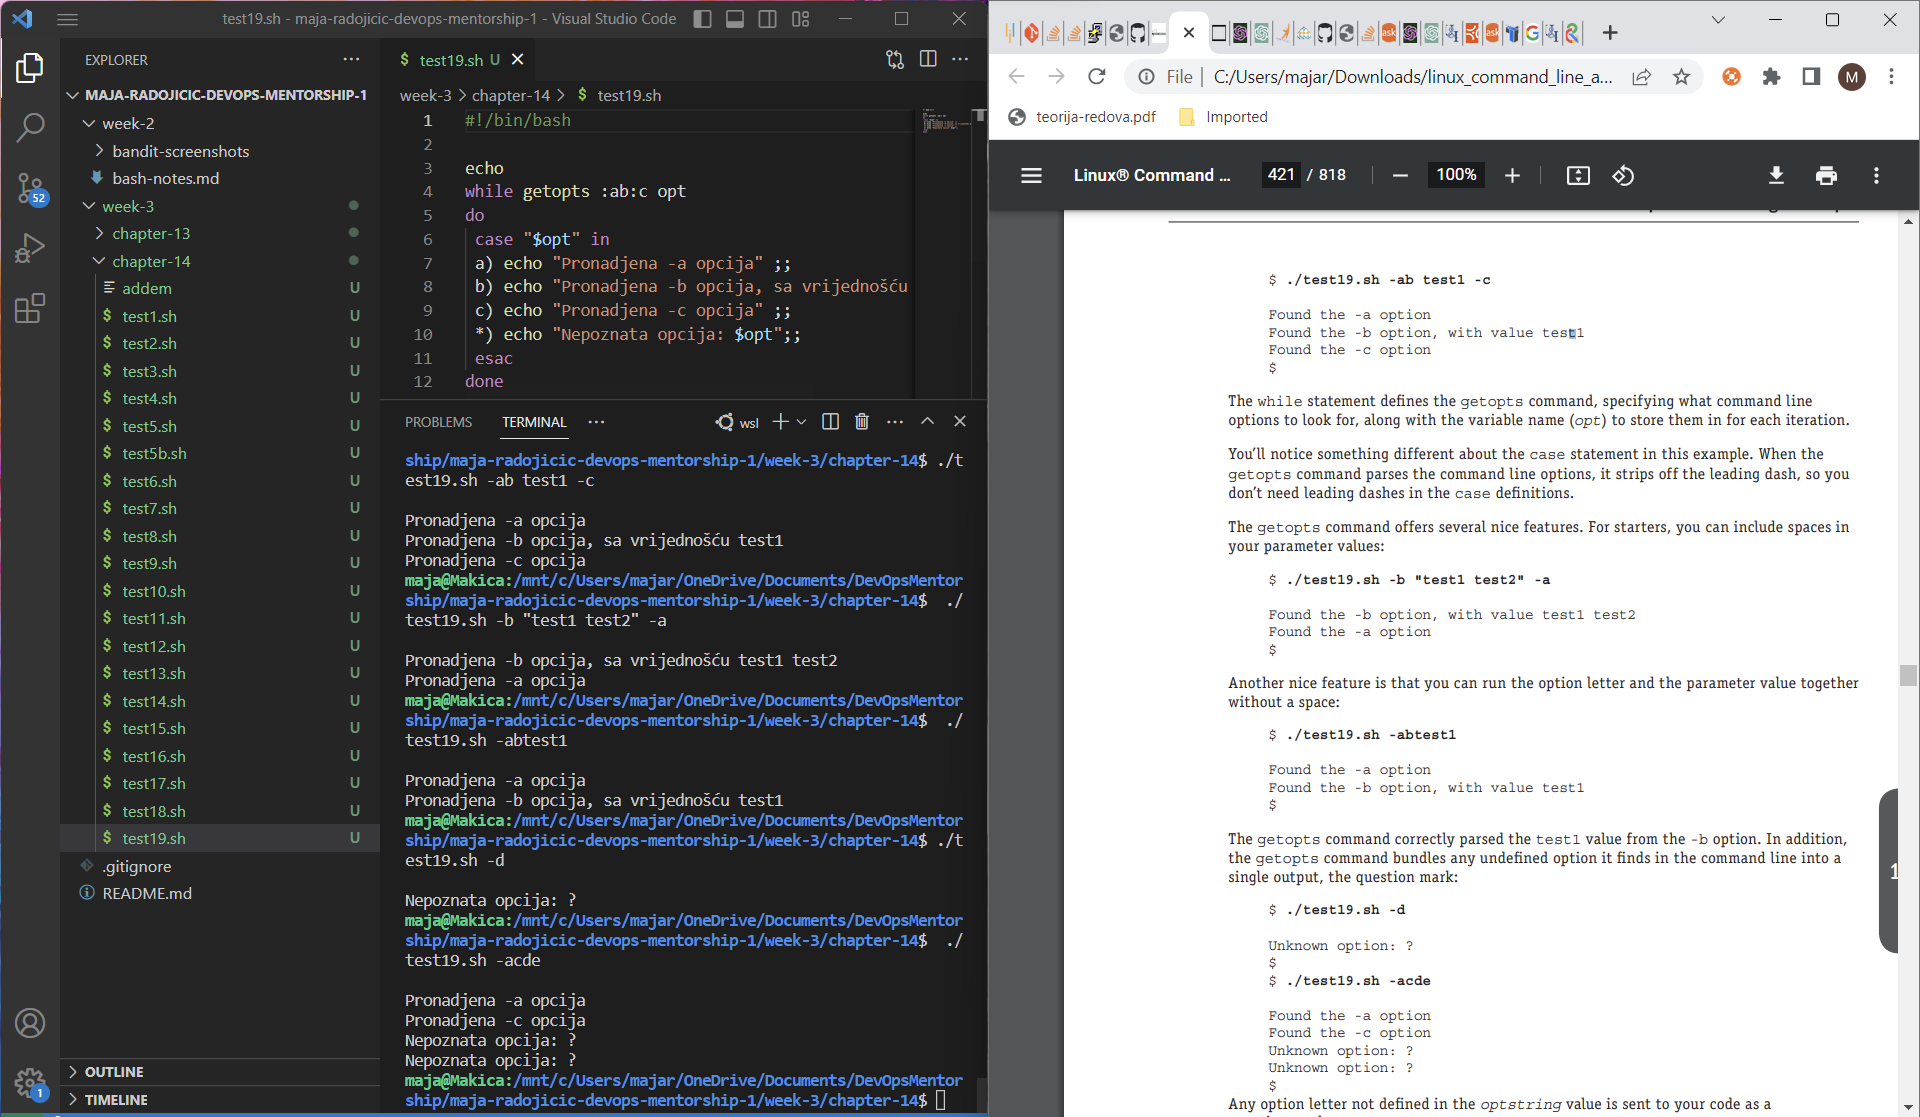 test19.sh - maja-radojicic-devops-mentorship-1 - Visual Studio Code
EXPLORER
MAJA-RADOJICIC-DEVOPS-MENTORSHIP-1
week-2
bandit-screenshots
bash-notes.md
week-3
chapter-13
chapter-14
addem U
$ test1.sh U
$ test2.sh U
$ test3.sh U
$ test4.sh U
$ test5.sh U
$ test5b.sh U
$ test6.sh U
$ test7.sh U
$ test8.sh U
$ test9.sh U
$ test10.sh U
$ test11.sh U
$ test12.sh U
$ test13.sh U
$ test14.sh U
$ test15.sh U
$ test16.sh U
$ test17.sh U
$ test18.sh U
$ test19.sh U
.gitignore
README.md
OUTLINE
TIMELINE
52
1
$ test19.sh U
week-3 > chapter-14 > $ test19.sh
1 #!/bin/bash
2
3 echo
4 while getopts :ab:c opt
5 do
6 case "$opt" in
7 a) echo "Pronadjena -a opcija" ;;
8 b) echo "Pronadjena -b opcija, sa vrijednošću
9 c) echo "Pronadjena -c opcija" ;;
10 *) echo "Nepoznata opcija: $opt";;
11 esac
12 done
PROBLEMS TERMINAL
wsl
ship/maja-radojicic-devops-mentorship-1/week-3/chapter-14$ ./t
est19.sh -ab test1 -c
Pronadjena -a opcija
Pronadjena -b opcija, sa vrijednošću test1
Pronadjena -c opcija
maja@Makica:/mnt/c/Users/majar/OneDrive/Documents/DevOpsMentor
ship/maja-radojicic-devops-mentorship-1/week-3/chapter-14$ ./
test19.sh -b "test1 test2" -a
Pronadjena -b opcija, sa vrijednošću test1 test2
Pronadjena -a opcija
maja@Makica:/mnt/c/Users/majar/OneDrive/Documents/DevOpsMentor
ship/maja-radojicic-devops-mentorship-1/week-3/chapter-14$ ./
test19.sh -abtest1
Pronadjena -a opcija
Pronadjena -b opcija, sa vrijednošću test1
maja@Makica:/mnt/c/Users/majar/OneDrive/Documents/DevOpsMentor
ship/maja-radojicic-devops-mentorship-1/week-3/chapter-14$ ./t
est19.sh -d
Nepoznata opcija: ?
maja@Makica:/mnt/c/Users/majar/OneDrive/Documents/DevOpsMentor
ship/maja-radojicic-devops-mentorship-1/week-3/chapter-14$ ./
test19.sh -acde
Pronadjena -a opcija
Pronadjena -c opcija
Nepoznata opcija: ?
Nepoznata opcija: ?
maja@Makica:/mnt/c/Users/majar/OneDrive/Documents/DevOpsMentor
ship/maja-radojicic-devops-mentorship-1/week-3/chapter-14$
File | C:/Users/majar/Downloads/linux_command_line_a...
M
teorija-redova.pdf
Imported
Linux® Command ... 421 / 818 100%
$ ./test19.sh -ab test1 -c
Found the -a option
Found the -b option, with value test1
Found the -c option
$
The while statement defines the getopts command, specifying what command line
options to look for, along with the variable name (opt) to store them in for each iteration.
You'll notice something different about the case statement in this example. When the
getopts command parses the command line options, it strips off the leading dash, so you
don't need leading dashes in the case definitions.
The getopts command offers several nice features. For starters, you can include spaces in
your parameter values:
$ ./test19.sh -b "test1 test2" -a
Found the -b option, with value test1 test2
Found the -a option
$
Another nice feature is that you can run the option letter and the parameter value together
without a space:
$ ./test19.sh -abtest1
Found the -a option
Found the -b option, with value test1
$
The getopts command correctly parsed the test1 value from the -b option. In addition,
the getopts command bundles any undefined option it finds in the command line into a
single output, the question mark:
$ ./test19.sh -d
Unknown option: ?
$
$ ./test19.sh -acde
Found the -a option
Found the -c option
Unknown option: ?
Unknown option: ?
$
Any option letter not defined in the optstring value is sent to your code as a